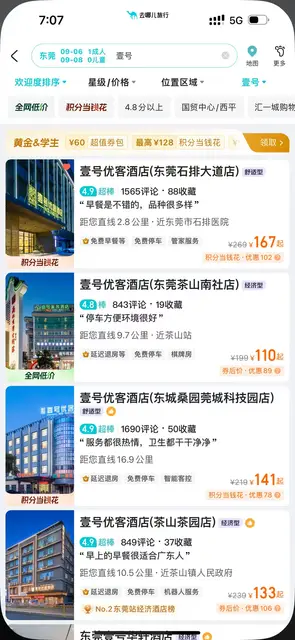 7:07
去哪儿旅行
5G
东莞
09-06
09-08
1成人
0儿童
壹号
地图
更多
欢迎度排序
星级/价格
位置区域
壹号
全网低价
积分当钱花
4.8分以上
国贸中心/西平
汇一城购物
黄金&学生
¥60 超值券包
最高¥128 积分当钱花
领取
壹号优客酒店(东莞石排大道店) 舒适型
4.9 超棒 1565评论·88收藏
“早餐是不错的,品种很多样”
距您直线2.8公里·近东莞市石排医院
免费早餐等 免费停车 管家服务
¥269 ¥167起
积分当钱花·优惠102
积分当钱花
壹号优客酒店(东莞茶山南社店) 经济型
4.8 棒 843评论·19收藏
“停车方便环境很好”
距您直线9.7公里·近茶山站
延迟退房等 免费停车 棋牌房
¥199 ¥110起
券后价·优惠89
全网低价
壹号优客酒店(东城桑园莞城科技园店)
舒适型
4.9 超棒 1690评论·50收藏
“服务都很热情,卫生都干干净净”
距您直线16.9公里
延迟退房 免费停车 智能客控
¥219 ¥141起
积分当钱花·优惠78
积分当钱花
壹号优客酒店(茶山茶园店) 经济型
4.9 超棒 849评论·37收藏
“早上的早餐很适合广东人”
距您直线10.5公里·近茶山镇人民政府
延迟退房 免费停车 机器人服务
¥239 ¥133起
No.2东莞站经济酒店榜
券后价·优惠106